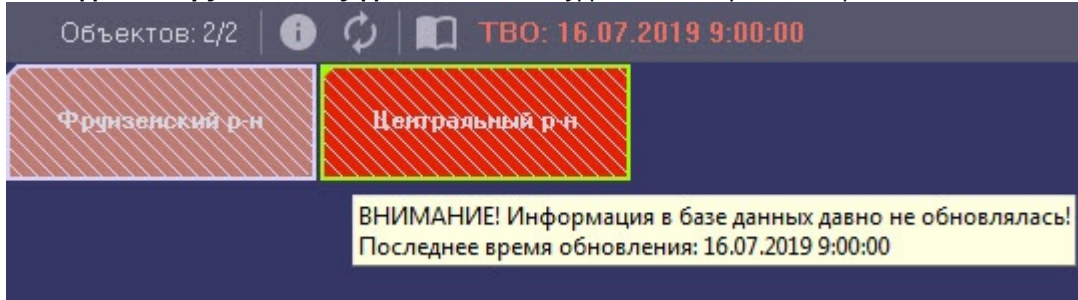 Объектов: 2/2
ТВО: 16.07.2019 9:00:00
Фрунзенский р-н
Центральный р-н
ВНИМАНИЕ! Информация в базе данных давно не обновлялась!
Последнее время обновления: 16.07.2019 9:00:00